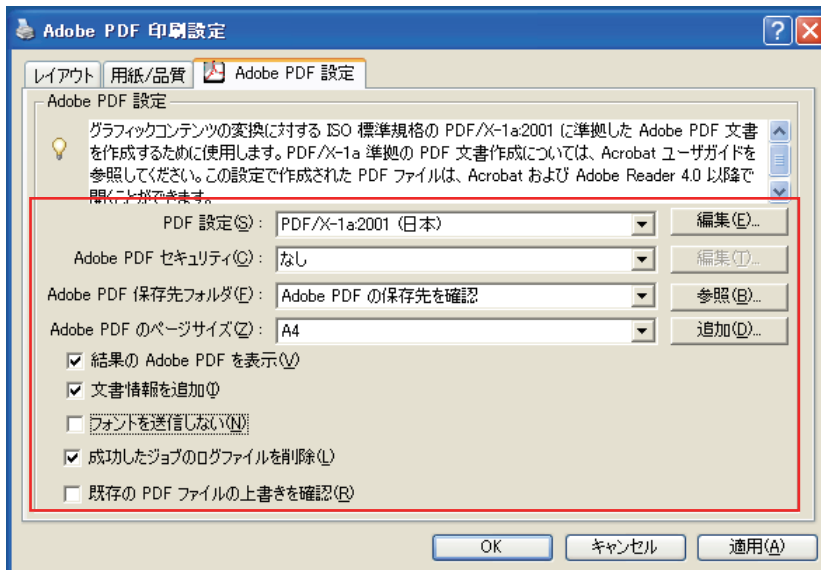 Adobe PDF 印刷設定
レイアウト 用紙/品質 Adobe PDF 設定
Adobe PDF 設定
グラフィックコンテンツの変換に対する ISO 標準規格の PDF/X-1a:2001 に準拠した Adobe PDF 文書
を作成するために使用します。PDF/X-1a 準拠の PDF 文書作成については、Acrobat ユーザガイドを
参照してください。この設定で作成された PDF ファイルは、Acrobat および Adobe Reader 4.0 以降で
開くことができます。
PDF 設定(S): PDF/X-1a:2001 (日本) 編集(E)...
Adobe PDF セキュリティ(C): なし 編集(T)...
Adobe PDF 保存先フォルダ(F): Adobe PDF の保存先を確認 参照(B)...
Adobe PDF のページサイズ(Z): A4 追加(D)...
結果の Adobe PDF を表示(V)
文書情報を追加(I)
フォントを送信しない(N)
成功したジョブのログファイルを削除(L)
既存の PDF ファイルの上書きを確認(R)
OK キャンセル 適用(A)